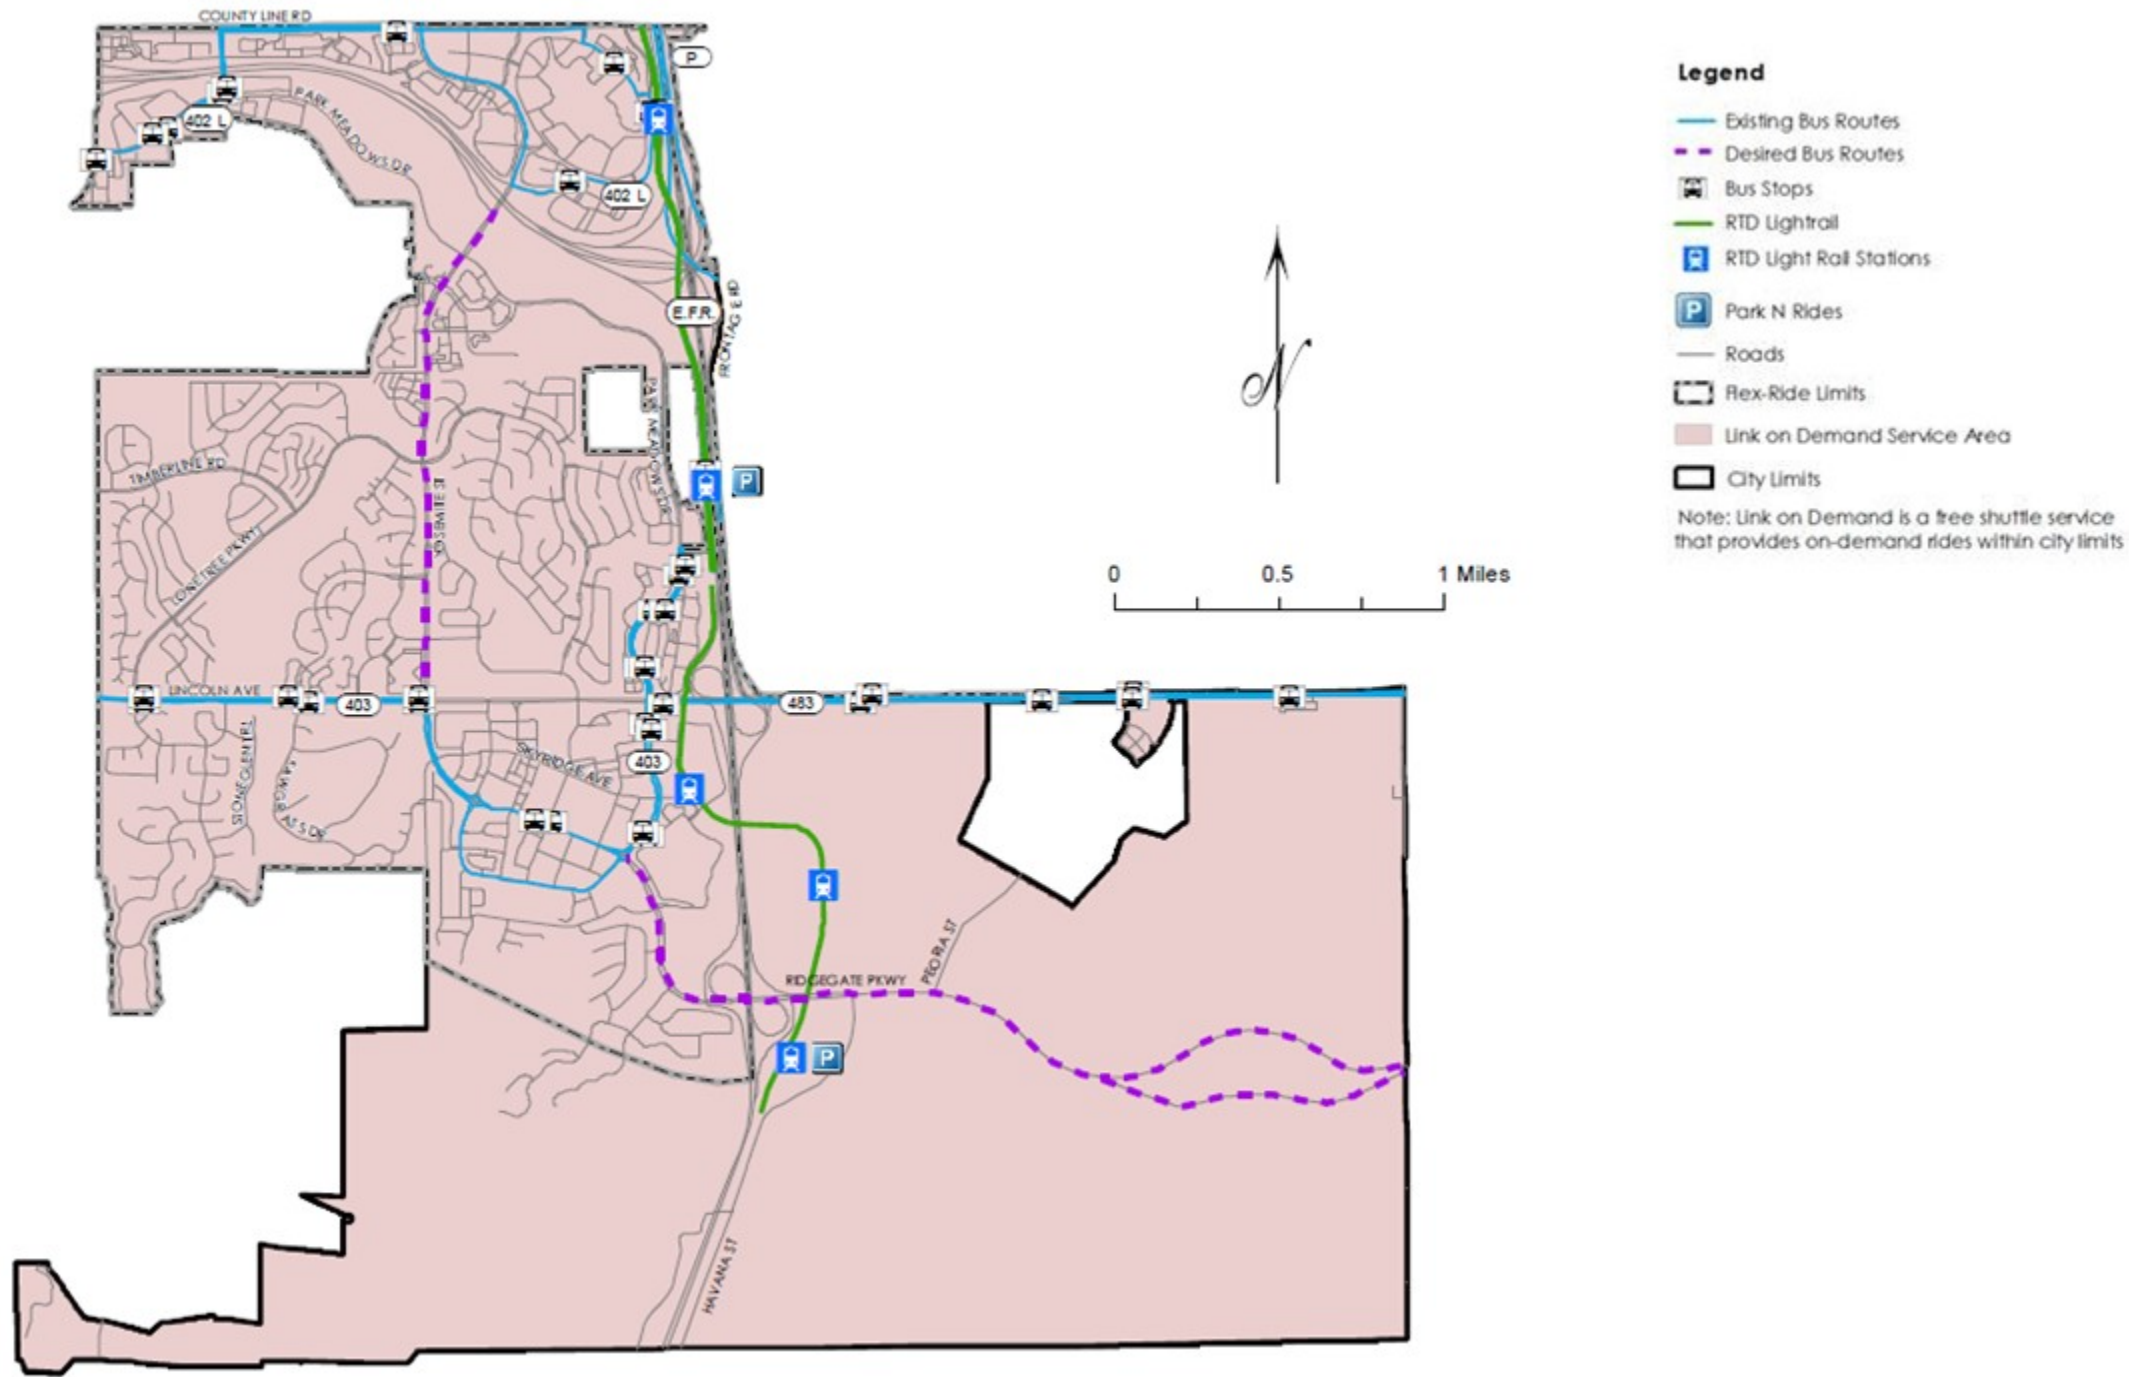 COUNTY LINE RD
P
402 L
PARK MEADOWS DR
402 L
E.F.R.
FRONTAGE RD
PARK MEADOWS DR
P
TIMBERLINE RD
YOSEMITE ST
LONETREE PKWY
LINCOLN AVE
403
483
STONEGLEN TRL
SKYRIDGE AVE
403
RIDGEGATE PKWY
PEORIA ST
P
HAVANA ST
N
0 0.5 1 Miles
Legend
Existing Bus Routes
Desired Bus Routes
Bus Stops
RTD Lightrail
RTD Light Rail Stations
P Park N Rides
Roads
Flex-Ride Limits
Link on Demand Service Area
City Limits
Note: Link on Demand is a free shuttle service
that provides on-demand rides within city limits